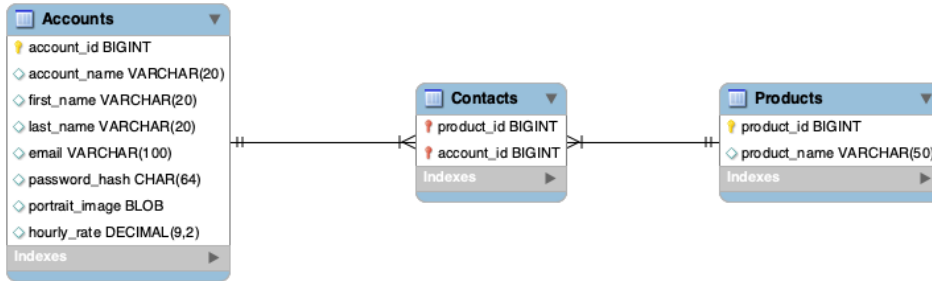 Accounts
account_id BIGINT
account_name VARCHAR(20)
first_name VARCHAR(20)
last_name VARCHAR(20)
email VARCHAR(100)
password_hash CHAR(64)
portrait_image BLOB
hourly_rate DECIMAL(9,2)
Indexes
Contacts
product_id BIGINT
account_id BIGINT
Indexes
Products
product_id BIGINT
product_name VARCHAR(50)
Indexes